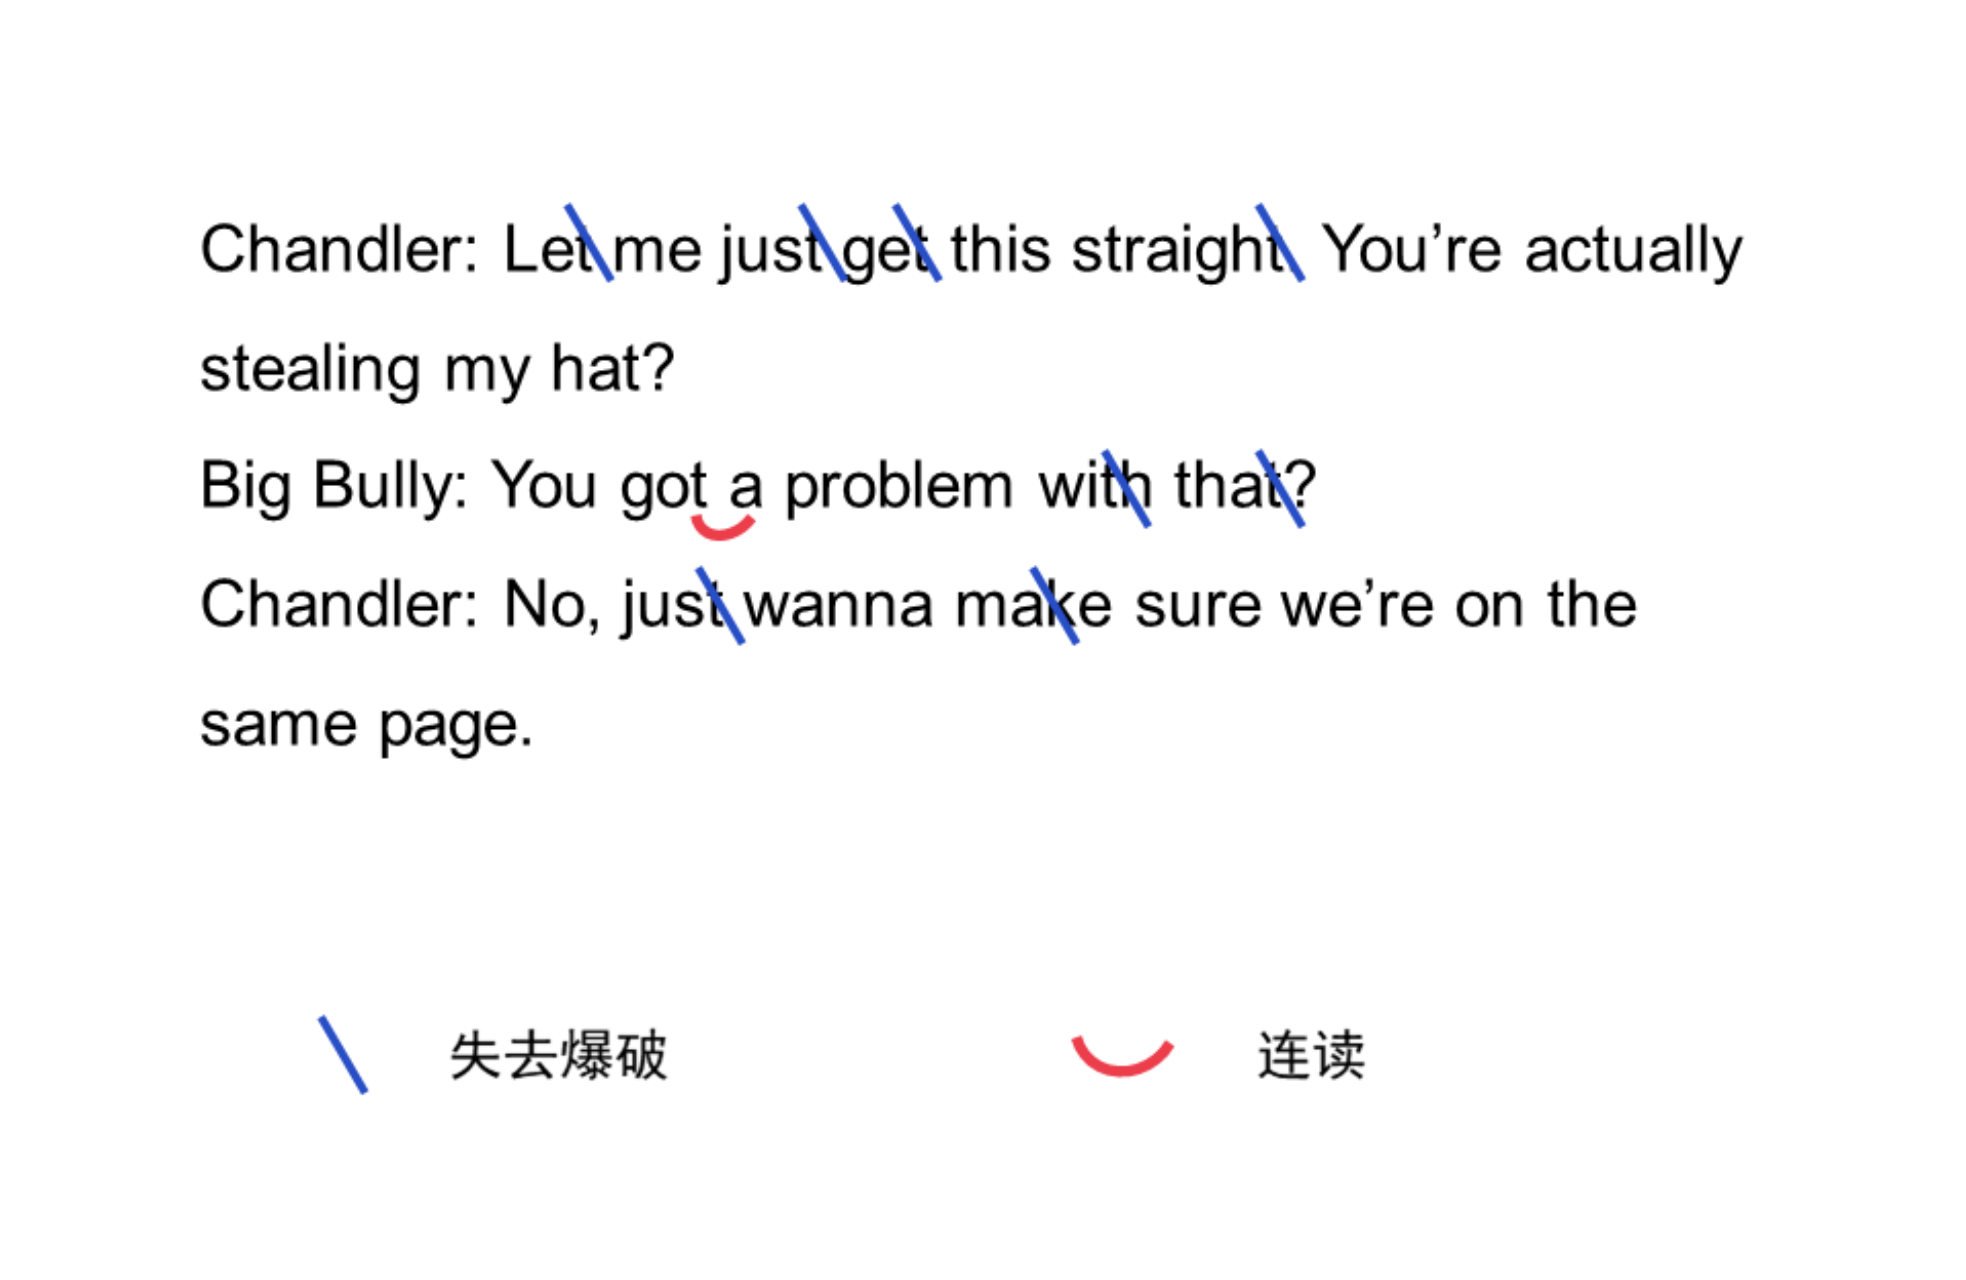 Chandler: Let me just get this straight. You’re actually
stealing my hat?
Big Bully: You got a problem with that?
Chandler: No, just wanna make sure we’re on the
same page.
失去爆破 连读